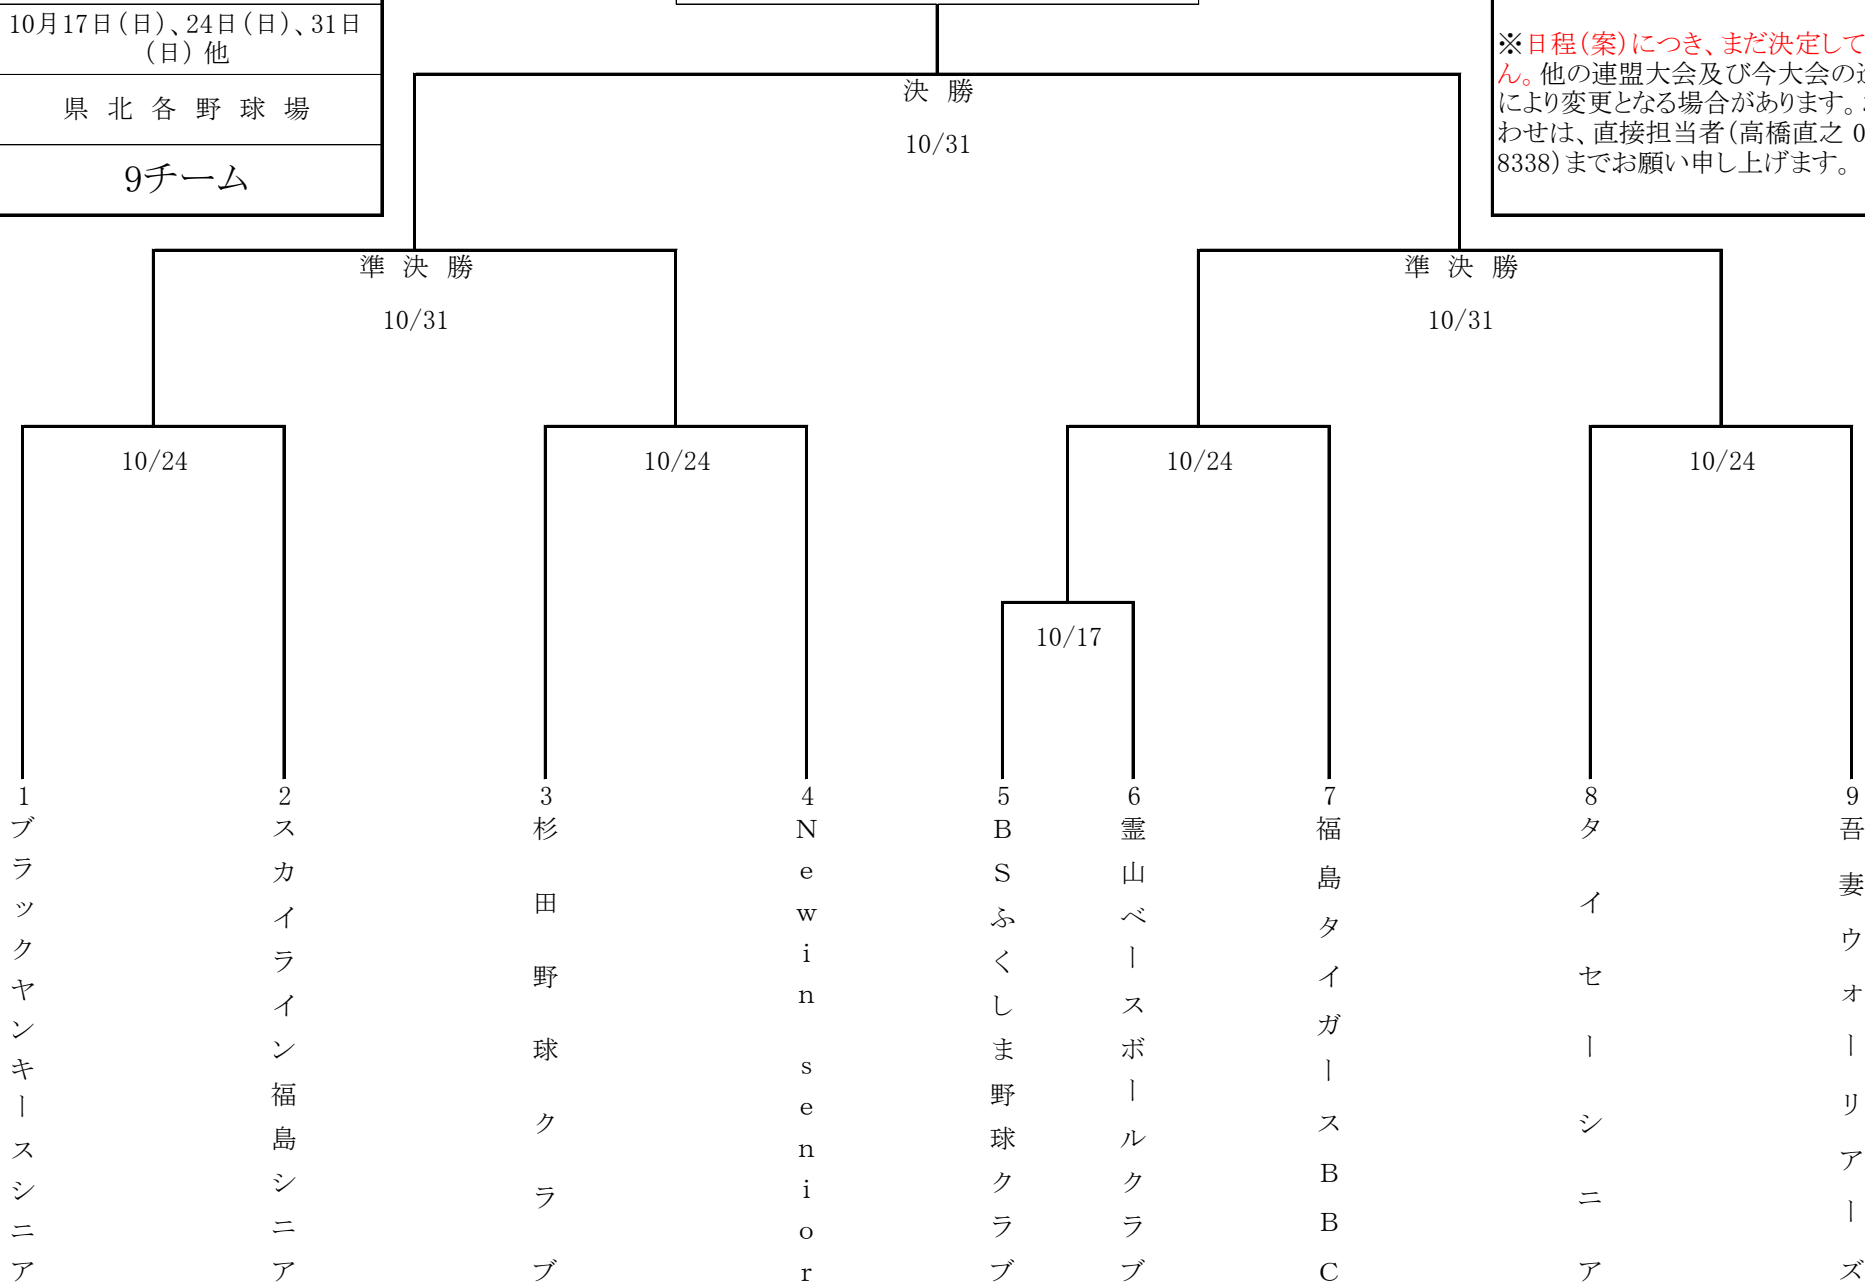 10月17日(日)、24日(日)、31日
(日) 他
県北各野球場
9チーム
※日程(案)につき、まだ決定して
ん。他の連盟大会及び今大会の
により変更となる場合があります。
わせは、直接担当者(高橋直之 0
8338)までお願い申し上げます。
決勝
10/31
準決勝
10/31
準決勝
10/31
10/24
10/24
10/24
10/24
10/17
1
ブラックヤンキースシニア
2
スカイライン福島シニア
3
杉田野球クラブ
4
Newin senior
5
BSふくしま野球クラブ
6
霊山ベースボールクラブ
7
福島タイガースBBC
8
タイセーシニア
9
吾妻ウォーリアーズ